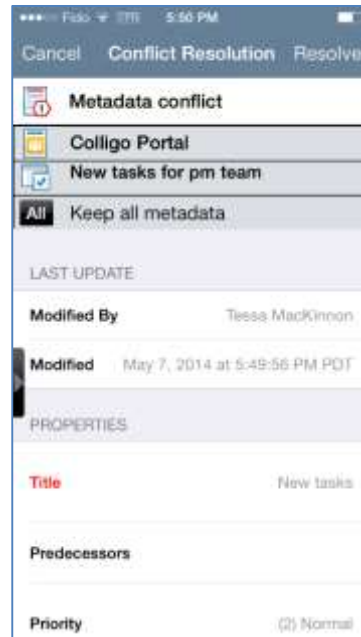 Fido 5:50 PM
Cancel Conflict Resolution Resolve
Metadata conflict
Colligo Portal
New tasks for pm team
All Keep all metadata
LAST UPDATE
Modified By Tessa MacKinnon
Modified May 7, 2014 at 5:49:56 PM PDT
PROPERTIES
Title New tasks
Predecessors
Priority (2) Normal